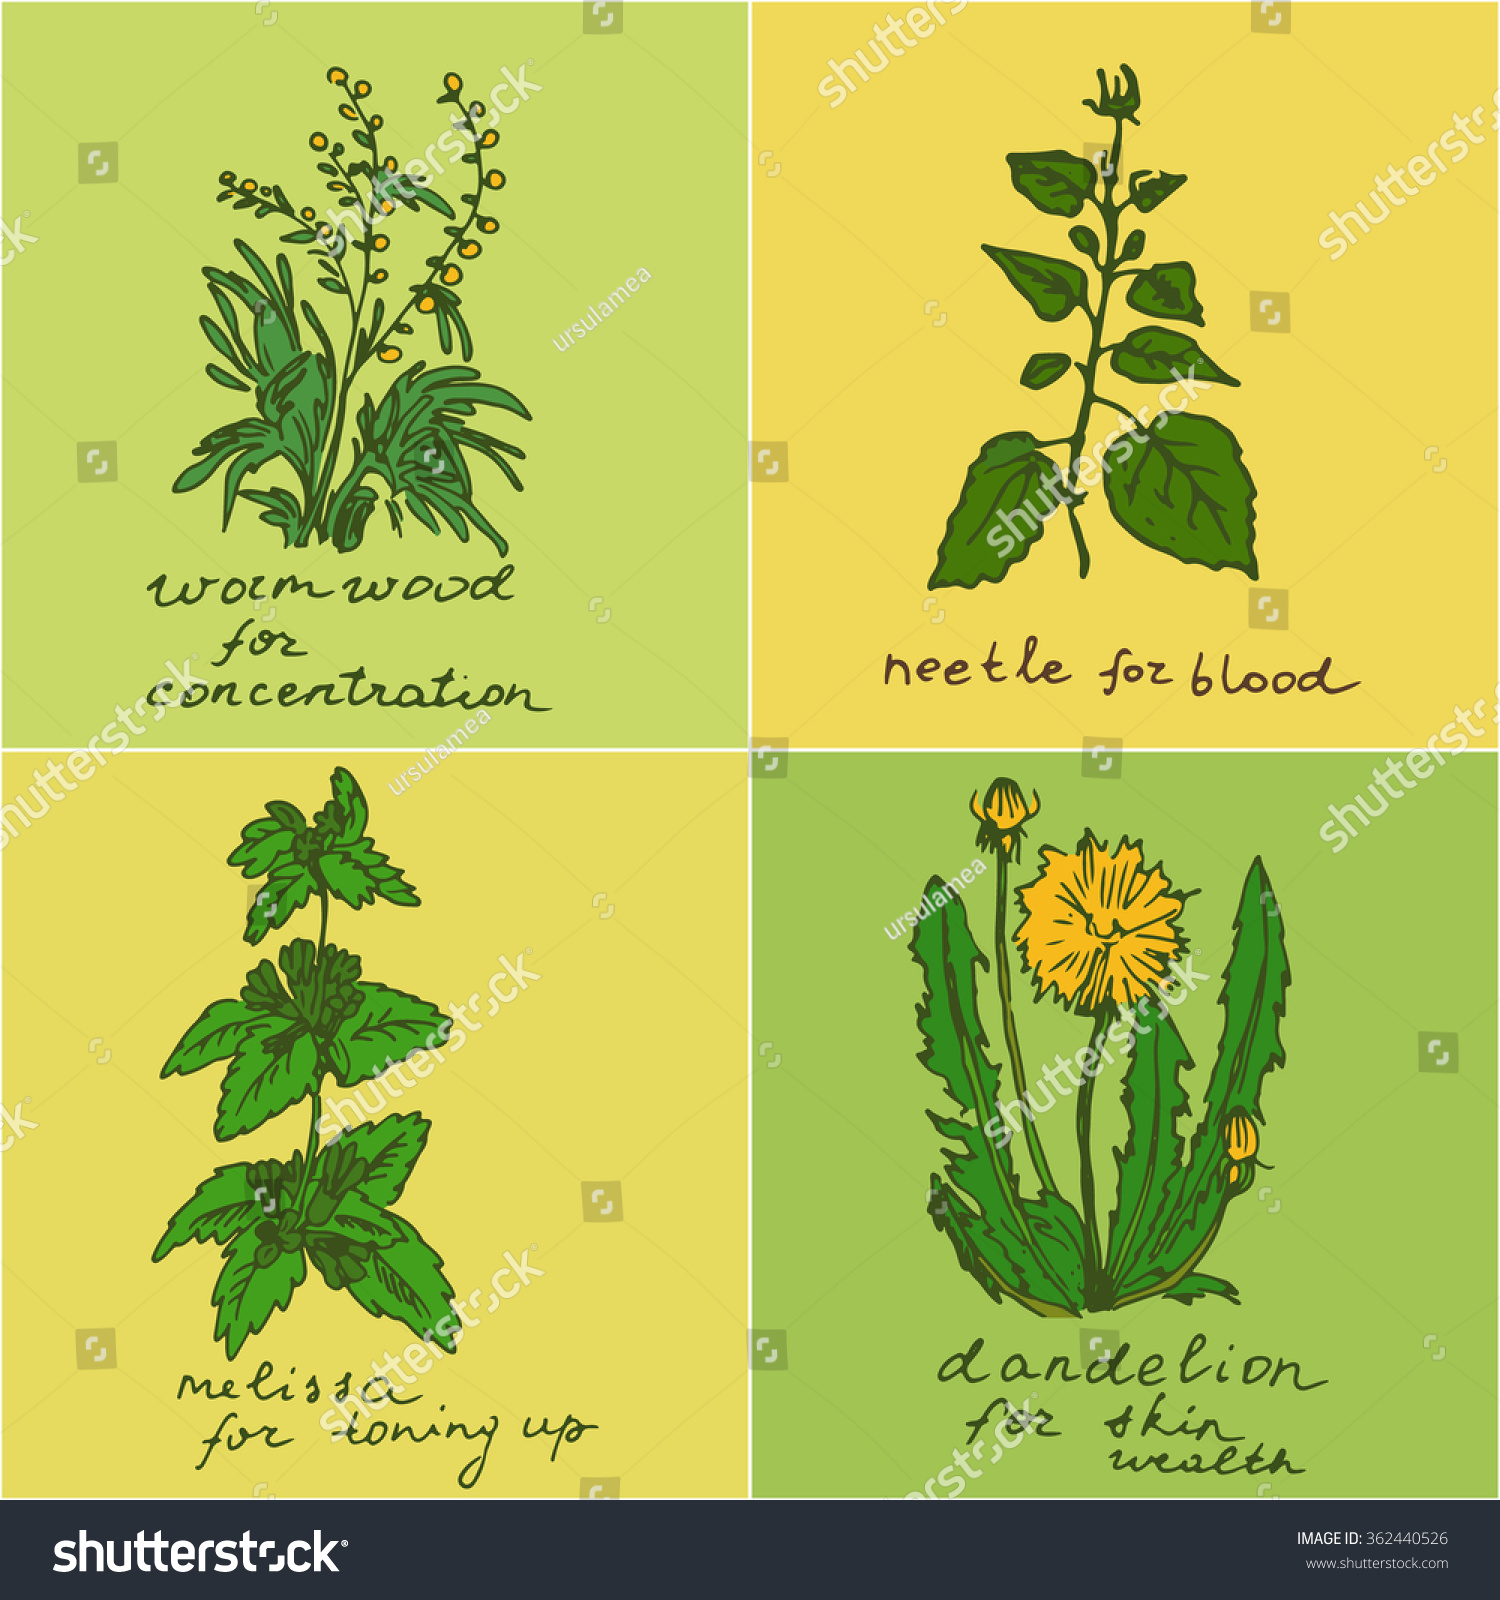 wormwood
for
concentration
neetle for blood
melissa
for toning up
dandelion
for skin
wealth
shutterstock
ursulamea
shutterstock®
IMAGE ID: 362440526
www.shutterstock.com